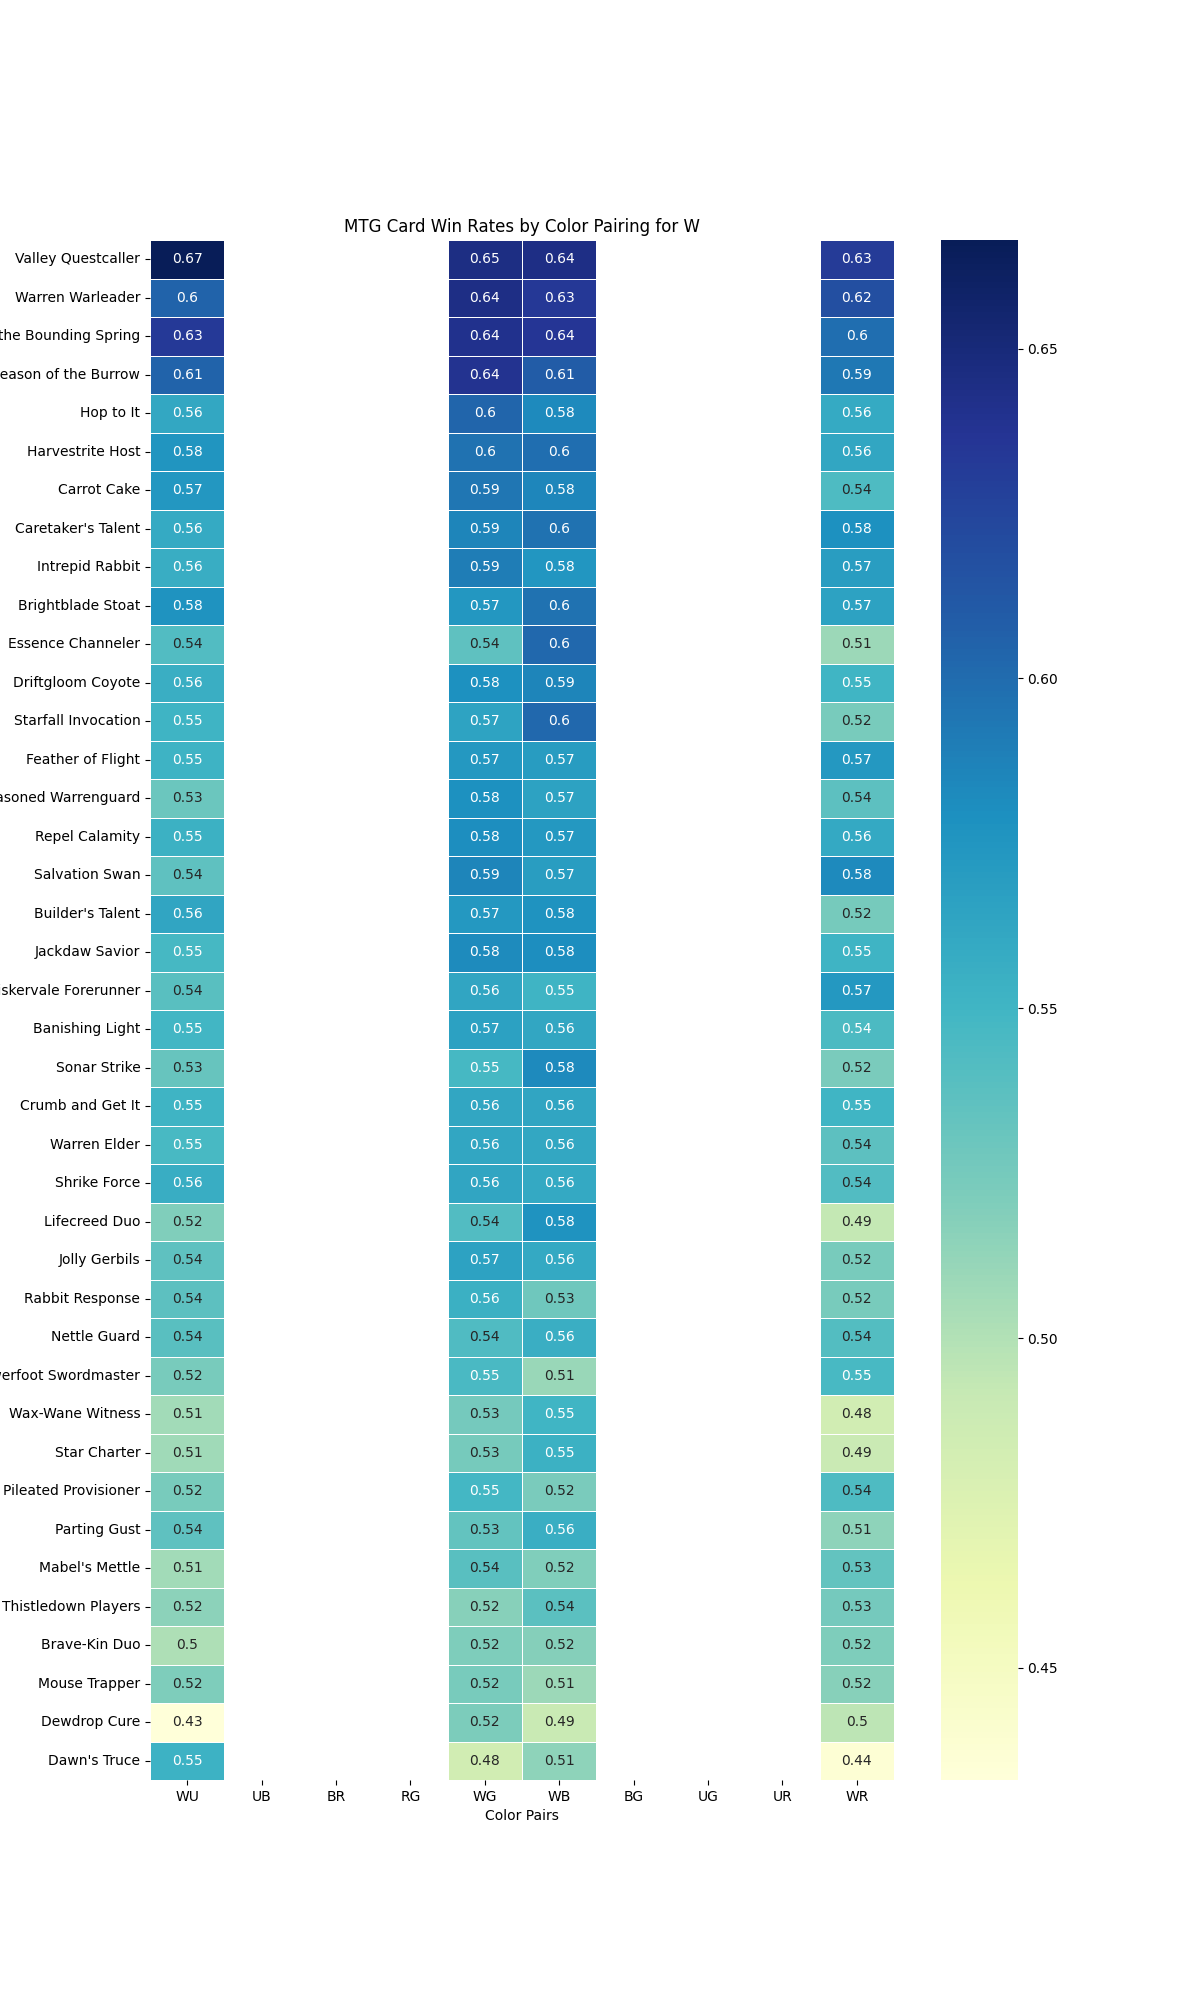 MTG Card Win Rates by Color Pairing for W
Valley Questcaller 0.67 0.65 0.64 0.63
Warren Warleader 0.6 0.64 0.63 0.62
the Bounding Spring 0.63 0.64 0.64 0.6
eason of the Burrow 0.61 0.64 0.61 0.59
Hop to It 0.56 0.6 0.58 0.56
Harvestrite Host 0.58 0.6 0.6 0.56
Carrot Cake 0.57 0.59 0.58 0.54
Caretaker's Talent 0.56 0.59 0.6 0.58
Intrepid Rabbit 0.56 0.59 0.58 0.57
Brightblade Stoat 0.58 0.57 0.6 0.57
Essence Channeler 0.54 0.54 0.6 0.51
Driftgloom Coyote 0.56 0.58 0.59 0.55
Starfall Invocation 0.55 0.57 0.6 0.52
Feather of Flight 0.55 0.57 0.57 0.57
asoned Warrenguard 0.53 0.58 0.57 0.54
Repel Calamity 0.55 0.58 0.57 0.56
Salvation Swan 0.54 0.59 0.57 0.58
Builder's Talent 0.56 0.57 0.58 0.52
Jackdaw Savior 0.55 0.58 0.58 0.55
skervale Forerunner 0.54 0.56 0.55 0.57
Banishing Light 0.55 0.57 0.56 0.54
Sonar Strike 0.53 0.55 0.58 0.52
Crumb and Get It 0.55 0.56 0.56 0.55
Warren Elder 0.55 0.56 0.56 0.54
Shrike Force 0.56 0.56 0.56 0.54
Lifecreed Duo 0.52 0.54 0.58 0.49
Jolly Gerbils 0.54 0.57 0.56 0.52
Rabbit Response 0.54 0.56 0.53 0.52
Nettle Guard 0.54 0.54 0.56 0.54
erfoot Swordmaster 0.52 0.55 0.51 0.55
Wax-Wane Witness 0.51 0.53 0.55 0.48
Star Charter 0.51 0.53 0.55 0.49
Pileated Provisioner 0.52 0.55 0.52 0.54
Parting Gust 0.54 0.53 0.56 0.51
Mabel's Mettle 0.51 0.54 0.52 0.53
Thistledown Players 0.52 0.52 0.54 0.53
Brave-Kin Duo 0.5 0.52 0.52 0.52
Mouse Trapper 0.52 0.52 0.51 0.52
Dewdrop Cure 0.43 0.52 0.49 0.5
Dawn's Truce 0.55 0.48 0.51 0.44
WU UB BR RG WG WB BG UG UR WR
Color Pairs
0.65
0.60
0.55
0.50
0.45